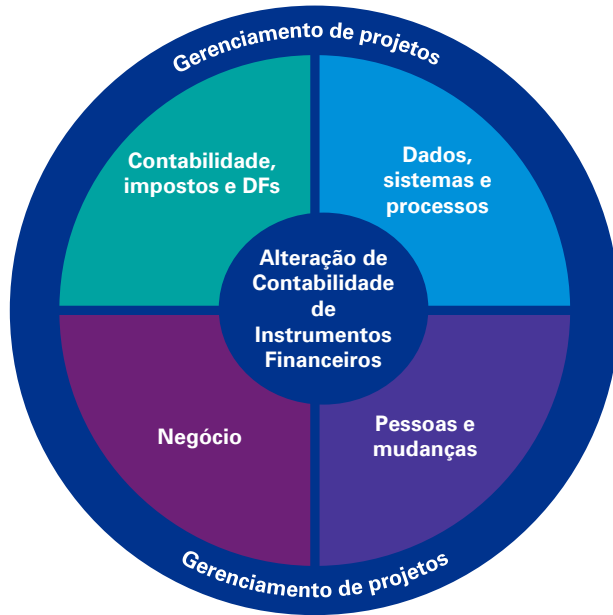 Gerenciamento de projetos
Contabilidade,
impostos e DFs
Dados,
sistemas e
processos
Alteração de
Contabilidade
de
Instrumentos
Financeiros
Negócio
Pessoas e
mudanças
Gerenciamento de projetos